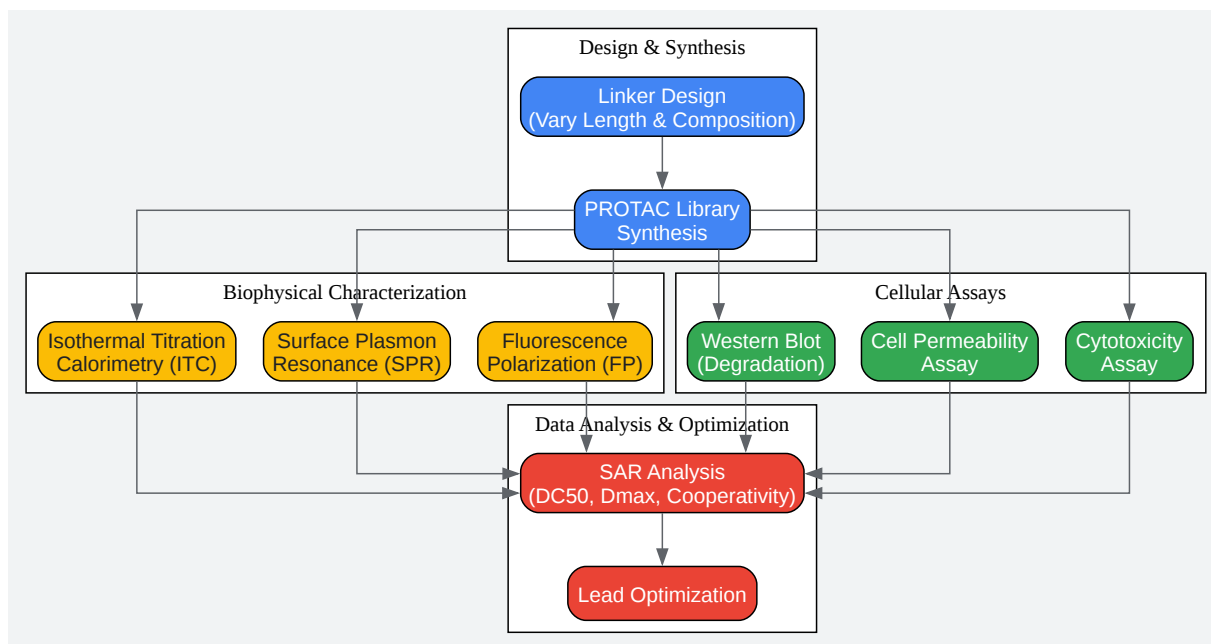 Design & Synthesis
Linker Design
(Vary Length & Composition)
PROTAC Library
Synthesis
Biophysical Characterization
Isothermal Titration
Calorimetry (ITC)
Surface Plasmon
Resonance (SPR)
Fluorescence
Polarization (FP)
Cellular Assays
Western Blot
(Degradation)
Cell Permeability
Assay
Cytotoxicity
Assay
Data Analysis & Optimization
SAR Analysis
(DC50, Dmax, Cooperativity)
Lead Optimization